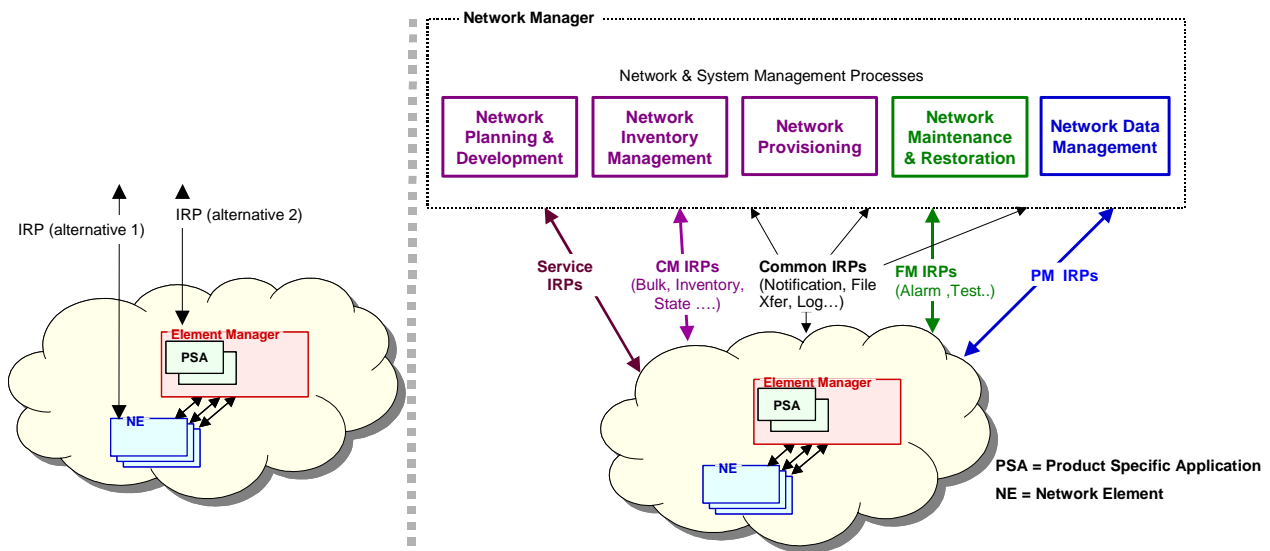 Network Manager
Network & System Management Processes
Network
Planning &
Development
Network
Inventory
Management
Network
Provisioning
Network
Maintenance
& Restoration
Network Data
Management
IRP (alternative 2)
IRP (alternative 1)
Service
IRPs
CM IRPs
(Bulk, Inventory,
State ….)
Common IRPs
(Notification, File
Xfer, Log…)
FM IRPs
(Alarm ,Test..)
PM  IRPs
Element Manager
PSA
NE
Element Manager
PSA
NE
PSA = Product Specific Application
NE = Network Element